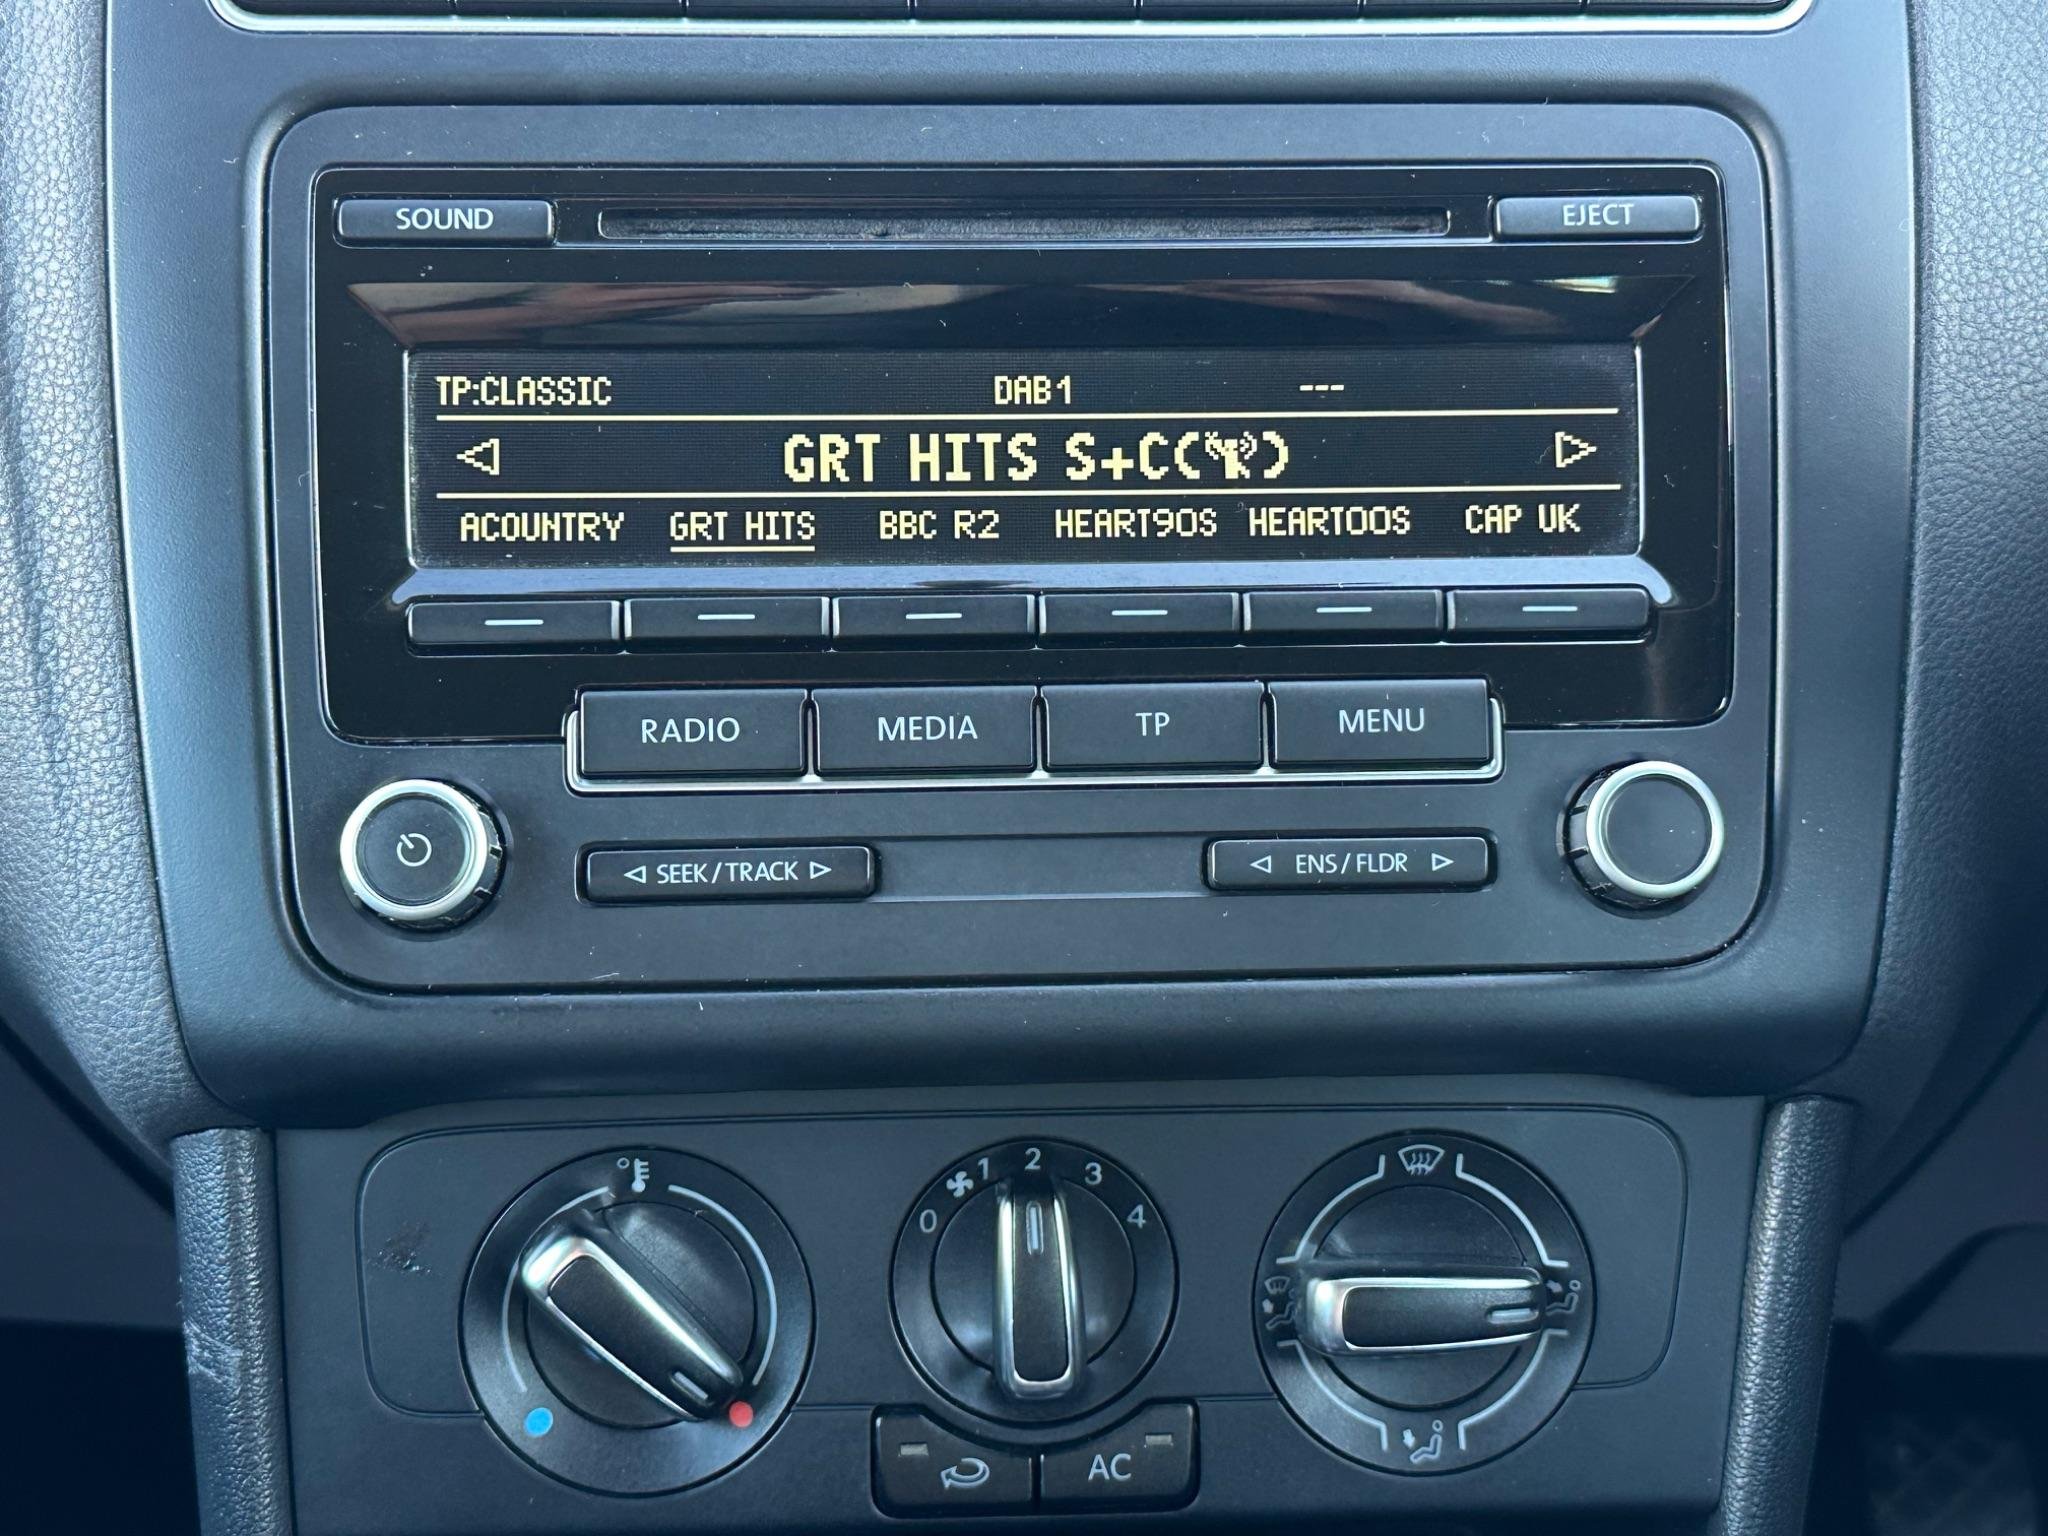 SOUND EJECT
TP:CLASSIC DAB1 ---
GRT HITS S+C( )
ACOUNTRY GRT HITS BBC R2 HEART90S HEART00S CAP UK
RADIO MEDIA TP MENU
SEEK/TRACK ENS/FLDR
0 1 2 3 4
AC